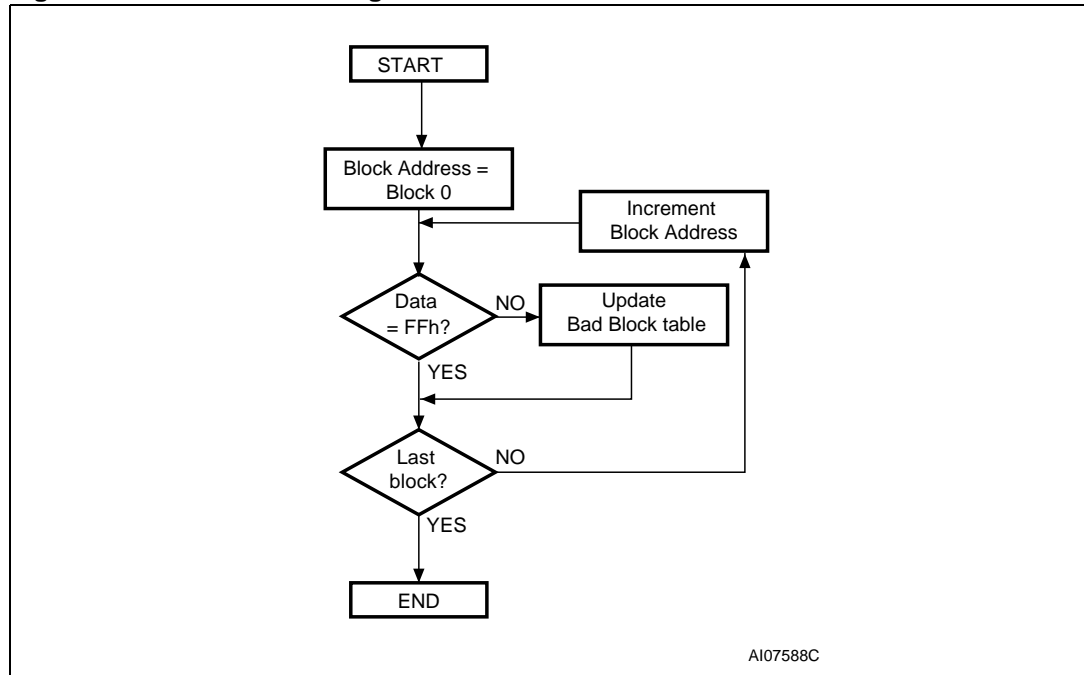 START
Block Address =
Block 0
Increment
Block Address
Data
= FFh?
NO
Update
Bad Block table
YES
Last
block?
NO
YES
END
AI07588C